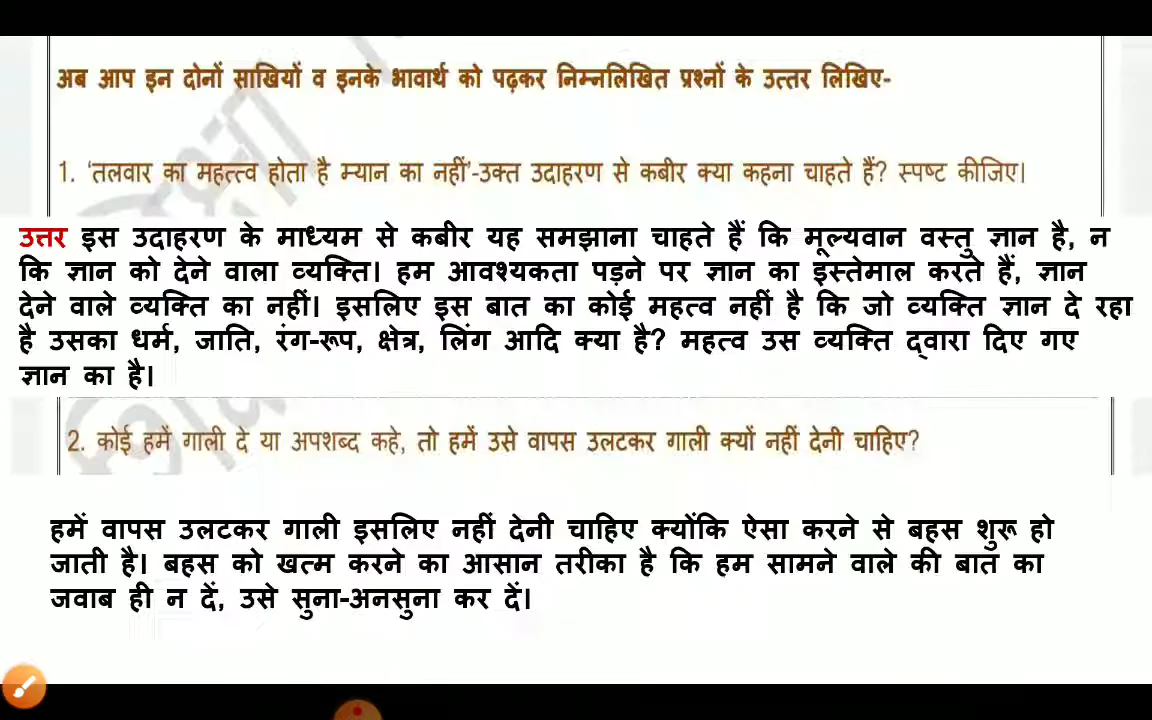 अब आप इन दोनों साखियों व इनके भावार्थ को पढ़कर निम्नलिखित प्रश्नों के उत्तर लिखिए-
1. 'तलवार का महत्त्व होता है म्यान का नहीं'-उक्त उदाहरण से कबीर क्या कहना चाहते हैं? स्पष्ट कीजिए।
उत्तर इस उदाहरण के माध्यम से कबीर यह समझाना चाहते हैं कि मूल्यवान वस्तु ज्ञान है, न
कि ज्ञान को देने वाला व्यक्ति। हम आवश्यकता पड़ने पर ज्ञान का इस्तेमाल करते हैं, ज्ञान
देने वाले व्यक्ति का नहीं। इसलिए इस बात का कोई महत्व नहीं है कि जो व्यक्ति ज्ञान दे रहा
है उसका धर्म, जाति, रंग-रूप, क्षेत्र, लिंग आदि क्या है? महत्व उस व्यक्ति द्वारा दिए गए
ज्ञान का है।
2. कोई हमें गाली दे या अपशब्द कहे, तो हमें उसे वापस उलटकर गाली क्यों नहीं देनी चाहिए?
हमें वापस उलटकर गाली इसलिए नहीं देनी चाहिए क्योंकि ऐसा करने से बहस शुरू हो
जाती है। बहस को खत्म करने का आसान तरीका है कि हम सामने वाले की बात का
जवाब ही न दें, उसे सुना-अनसुना कर दें।